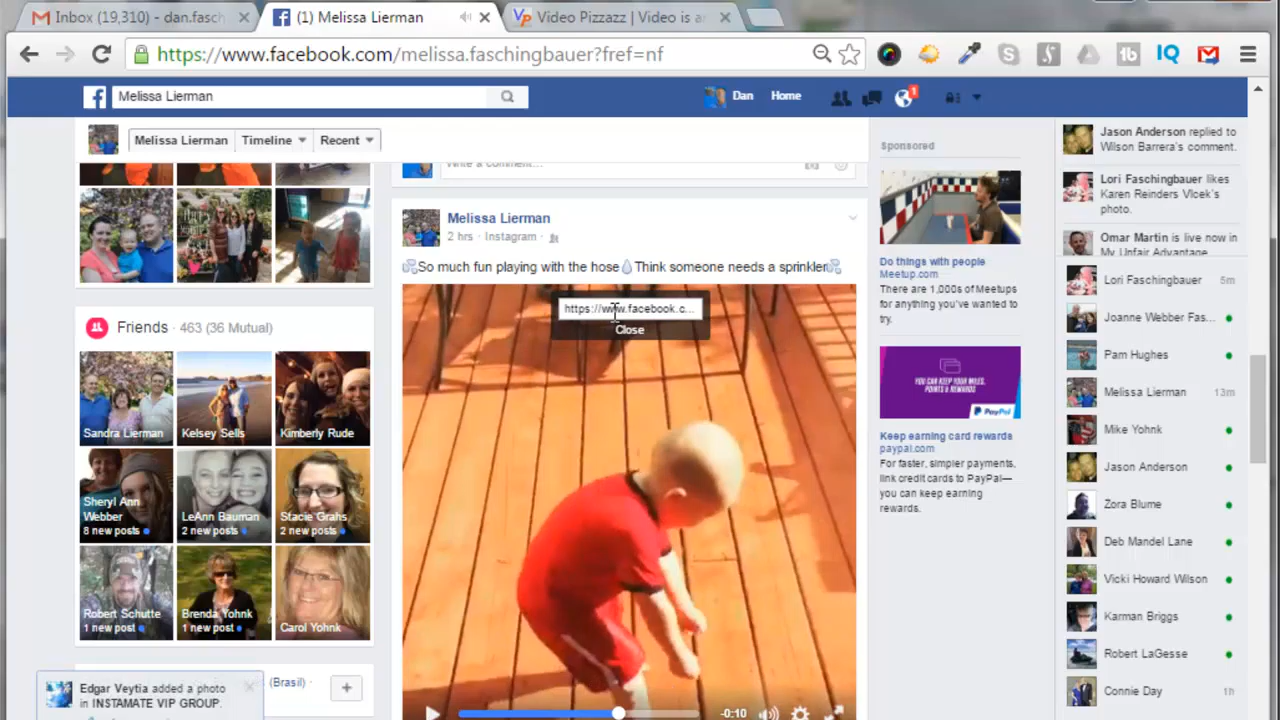 Inbox (19,310) - dan.fasch
(1) Melissa Lierman
Video Pizzazz | Video is a
https://www.facebook.com/melissa.faschingbauer?fref=nf
Melissa Lierman
Dan
Home
1
Melissa Lierman
Timeline
Recent
Write a comment...
Melissa Lierman
2 hrs · Instagram ·
So much fun playing with the hose Think someone needs a sprinkler
https://www.facebook.c...
Close
-0:10
Friends · 463 (36 Mutual)
Sandra Lierman
Kelsey Sells
Kimberly Rude
Sheryl Ann
Webber
8 new posts
LeAnn Bauman
2 new posts
Stacie Grahs
2 new posts
Robert Schutte
1 new post
Brenda Yohnk
1 new post
Carol Yohnk
(Brasil) ·
Edgar Veytia added a photo
in INSTAMATE VIP GROUP.
Sponsored
Do things with people
Meetup.com
There are 1,000s of Meetups
for anything you've wanted to
try.
YOU CAN KEEP YOUR MILES,
POINTS & REWARDS
PayPal
Keep earning card rewards
paypal.com
For faster, simpler payments,
link credit cards to PayPal—
you can keep earning
rewards.
Jason Anderson replied to
Wilson Barrera's comment.
Lori Faschingbauer likes
Karen Reinders Vlcek's
photo.
Omar Martin is live now in
My Unfair Advantage
Lori Faschingbauer 5m
Joanne Webber Fas...
Pam Hughes
Melissa Lierman 13m
Mike Yohnk
Jason Anderson
Zora Blume
Deb Mandel Lane
Vicki Howard Wilson
Karman Briggs
Robert LaGesse
Connie Day 1h